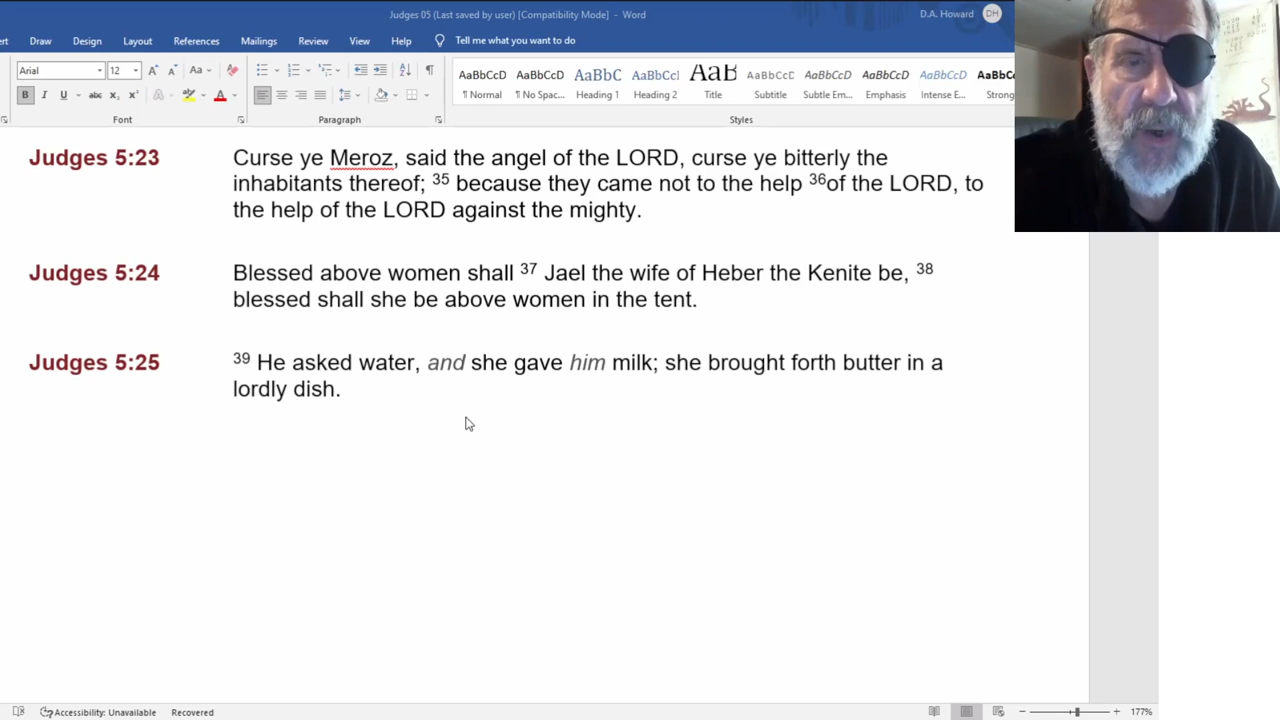 Judges 05 (Last saved by user) [Compatibility Mode] - Word
D.A. Howard DH
ert Draw Design Layout References Mailings Review View Help Tell me what you want to do
Arial 12 A A Aa
B I U abc x₂ x² A A
AaBbCcD AaBbCcD AaBbC AaBbCcI AaB AaBbCcD AaBbCcD AaBbCcD AaBbCcD AaBbCc
¶ Normal ¶ No Spac... Heading 1 Heading 2 Title Subtitle Subtle Em... Emphasis Intense E... Strong
Font Paragraph Styles
Judges 5:23 Curse ye Meroz, said the angel of the LORD, curse ye bitterly the
inhabitants thereof; 35 because they came not to the help 36of the LORD, to
the help of the LORD against the mighty.
Judges 5:24 Blessed above women shall 37 Jael the wife of Heber the Kenite be, 38
blessed shall she be above women in the tent.
Judges 5:25 39 He asked water, and she gave him milk; she brought forth butter in a
lordly dish.
Accessibility: Unavailable Recovered 177%